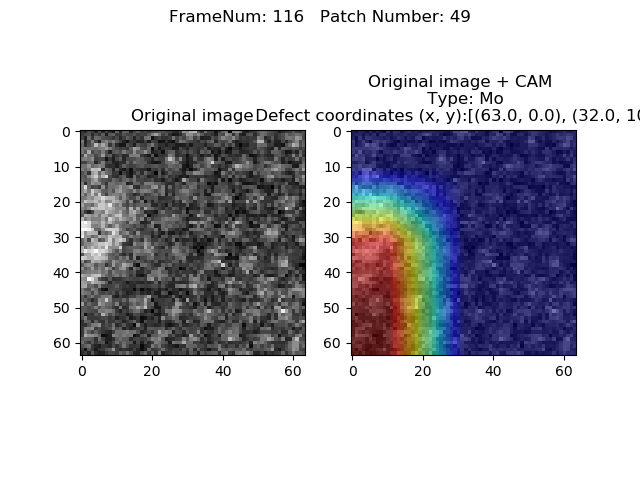 FrameNum: 116   Patch Number: 49
Original image + CAM
Type: Mo
Original image
Defect coordinates (x, y):[(63.0, 0.0), (32.0, 10
0
10
20
30
40
50
60
0 20 40 60
0
10
20
30
40
50
60
0 20 40 60